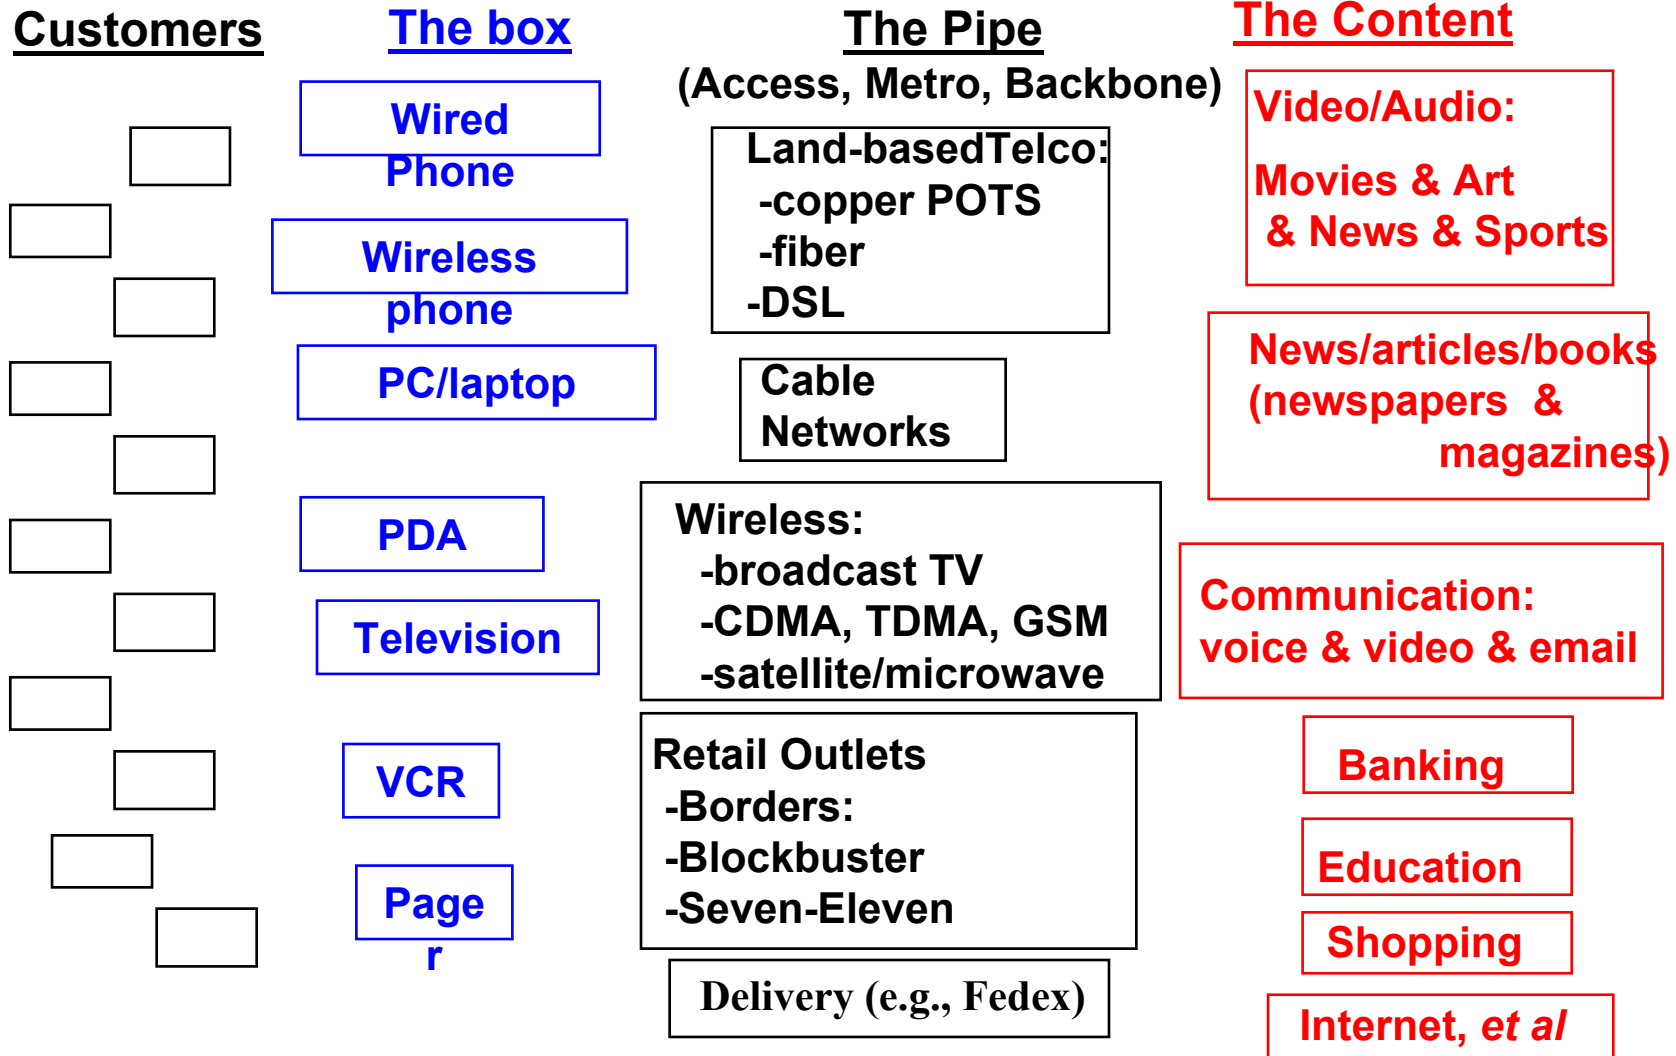 Customers
The box
Wired
Phone
Wireless
phone
PC/laptop
PDA
Television
VCR
Page
r
The Pipe
(Access, Metro, Backbone)
Land-basedTelco:
-copper POTS
-fiber
-DSL
Cable
Networks
Wireless:
-broadcast TV
-CDMA, TDMA, GSM
-satellite/microwave
Retail Outlets
-Borders:
-Blockbuster
-Seven-Eleven
Delivery (e.g., Fedex)
The Content
Video/Audio:
Movies & Art
& News & Sports
News/articles/books
(newspapers &
magazines)
Communication:
voice & video & email
Banking
Education
Shopping
Internet, et al